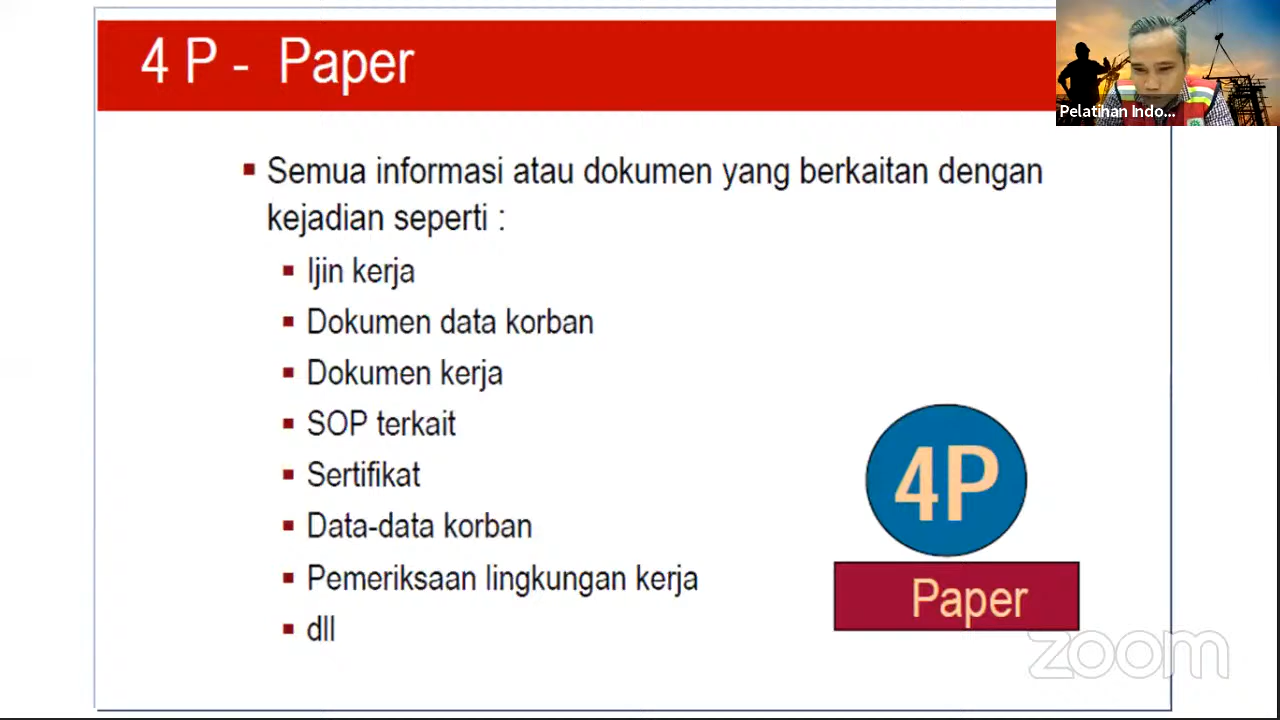 4 P - Paper
Pelatihan Indo...
Semua informasi atau dokumen yang berkaitan dengan
kejadian seperti :
Ijin kerja
Dokumen data korban
Dokumen kerja
SOP terkait
Sertifikat
Data-data korban
Pemeriksaan lingkungan kerja
dll
4P
Paper
zoom